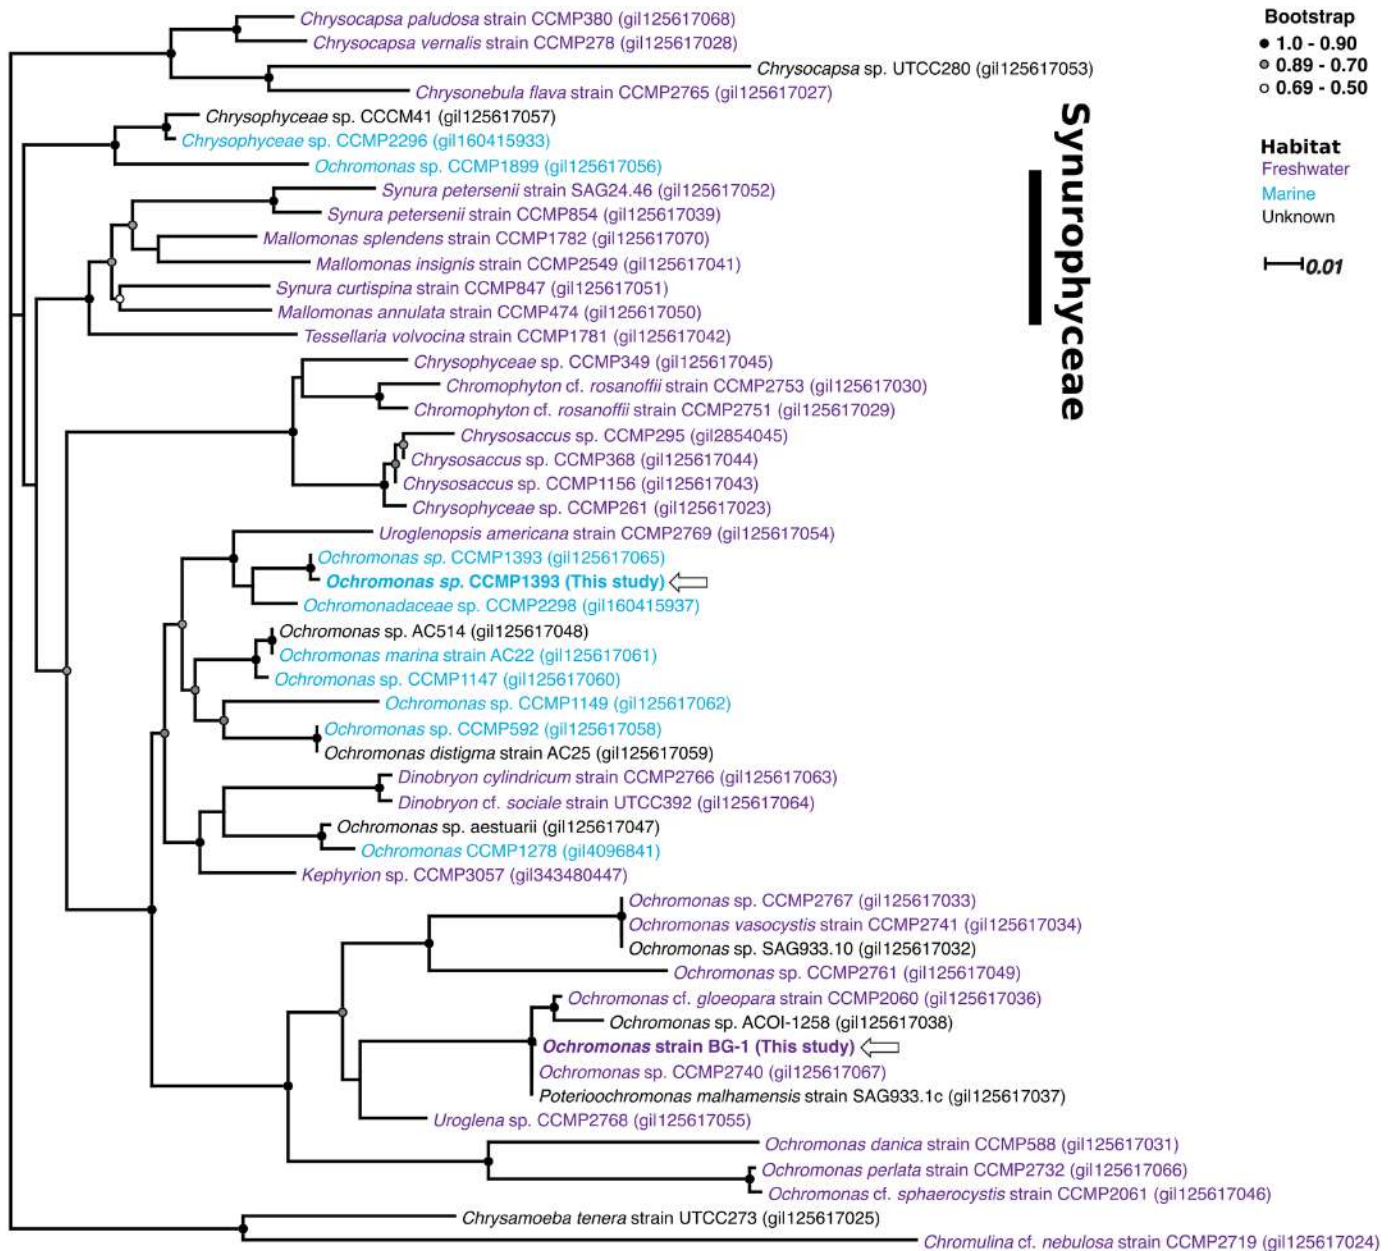 Chrysocapsa paludosa strain CCMP380 (gil125617068)
Chrysocapsa vernalis strain CCMP278 (gil125617028)
Chrysocapsa sp. UTCC280 (gil125617053)
Chrysonebula flava strain CCMP2765 (gil125617027)
Chrysophyceae sp. CCCM41 (gil125617057)
Chrysophyceae sp. CCMP2296 (gil160415933)
Ochromonas sp. CCMP1899 (gil125617056)
Synura petersenii strain SAG24.46 (gil125617052)
Synura petersenii strain CCMP854 (gil125617039)
Mallomonas splendens strain CCMP1782 (gil125617070)
Mallomonas insignis strain CCMP2549 (gil125617041)
Synura curtispina strain CCMP847 (gil125617051)
Mallomonas annulata strain CCMP474 (gil125617050)
Tessellaria volvocina strain CCMP1781 (gil125617042)
Chrysophyceae sp. CCMP349 (gil125617045)
Chromophyton cf. rosanoffii strain CCMP2753 (gil125617030)
Chromophyton cf. rosanoffii strain CCMP2751 (gil125617029)
Chrysosaccus sp. CCMP295 (gil2854045)
Chrysosaccus sp. CCMP368 (gil125617044)
Chrysosaccus sp. CCMP1156 (gil125617043)
Chrysophyceae sp. CCMP261 (gil125617023)
Uroglenopsis americana strain CCMP2769 (gil125617054)
Ochromonas sp. CCMP1393 (gil125617065)
Ochromonas sp. CCMP1393 (This study)
Ochromonadaceae sp. CCMP2298 (gil160415937)
Ochromonas sp. AC514 (gil125617048)
Ochromonas marina strain AC22 (gil125617061)
Ochromonas sp. CCMP1147 (gil125617060)
Ochromonas sp. CCMP1149 (gil125617062)
Ochromonas sp. CCMP592 (gil125617058)
Ochromonas distigma strain AC25 (gil125617059)
Dinobryon cylindricum strain CCMP2766 (gil125617063)
Dinobryon cf. sociale strain UTCC392 (gil125617064)
Ochromonas sp. aestuarii (gil125617047)
Ochromonas CCMP1278 (gil4096841)
Kephyrion sp. CCMP3057 (gil343480447)
Ochromonas sp. CCMP2767 (gil125617033)
Ochromonas vasocystis strain CCMP2741 (gil125617034)
Ochromonas sp. SAG933.10 (gil125617032)
Ochromonas sp. CCMP2761 (gil125617049)
Ochromonas cf. gloeopara strain CCMP2060 (gil125617036)
Ochromonas sp. ACOI-1258 (gil125617038)
Ochromonas strain BG-1 (This study)
Ochromonas sp. CCMP2740 (gil125617067)
Poterioochromonas malhamensis strain SAG933.1c (gil125617037)
Uroglena sp. CCMP2768 (gil125617055)
Ochromonas danica strain CCMP588 (gil125617031)
Ochromonas perlata strain CCMP2732 (gil125617066)
Ochromonas cf. sphaerocystis strain CCMP2061 (gil125617046)
Chrysamoeba tenera strain UTCC273 (gil125617025)
Chromulina cf. nebulosa strain CCMP2719 (gil125617024)
Synurophyceae
Bootstrap
1.0 - 0.90
0.89 - 0.70
0.69 - 0.50
Habitat
Freshwater
Marine
Unknown
0.01